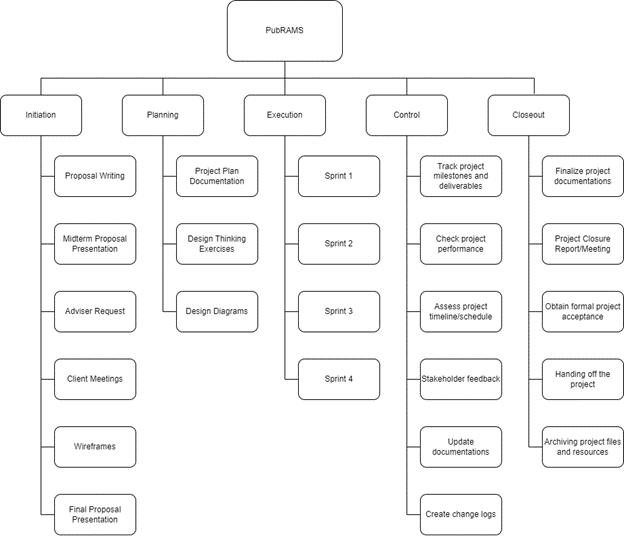 PubRAMS
Initiation
Planning
Execution
Control
Closeout
Proposal Writing
Midterm Proposal
Presentation
Adviser Request
Client Meetings
Wireframes
Final Proposal
Presentation
Project Plan
Documentation
Design Thinking
Exercises
Design Diagrams
Sprint 1
Sprint 2
Sprint 3
Sprint 4
Track project
milestones and
deliverables
Check project
performance
Assess project
timeline/schedule
Stakeholder feedback
Update
documentations
Create change logs
Finalize project
documentations
Project Closure
Report/Meeting
Obtain formal project
acceptance
Handing off the
project
Archiving project files
and resources